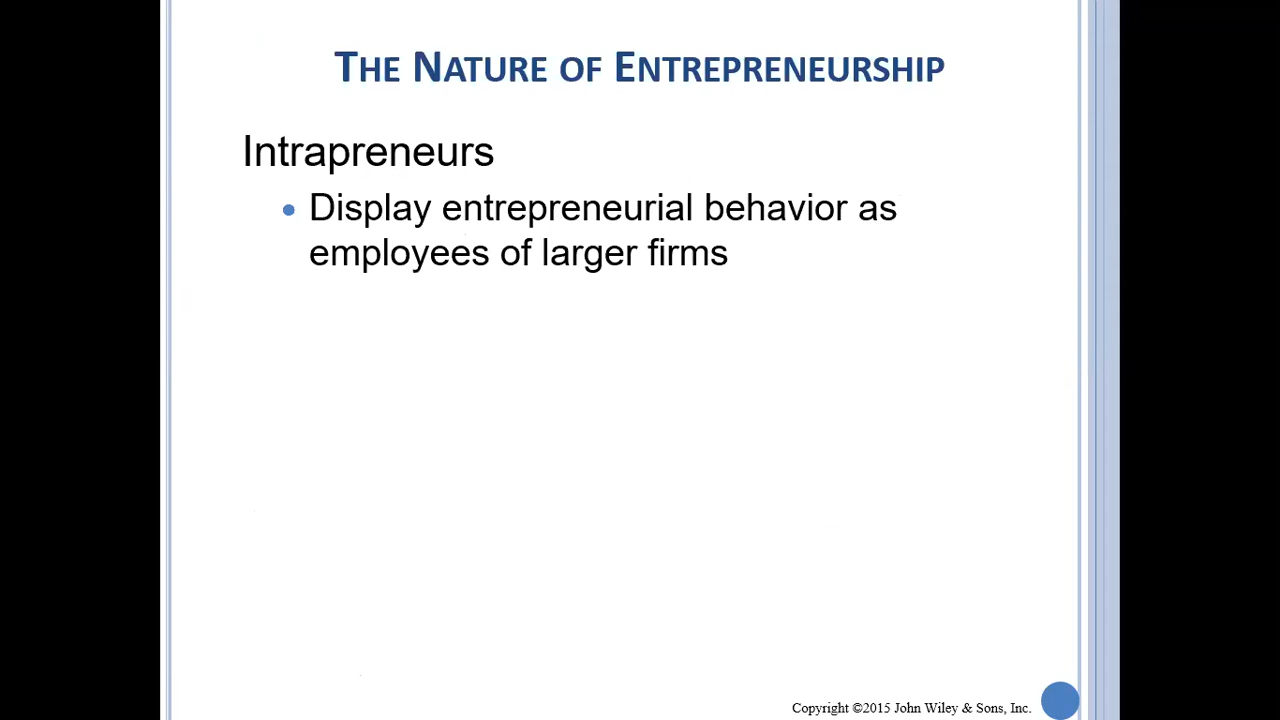 THE NATURE OF ENTREPRENEURSHIP
Intrapreneurs
• Display entrepreneurial behavior as
employees of larger firms
Copyright ©2015 John Wiley & Sons, Inc.